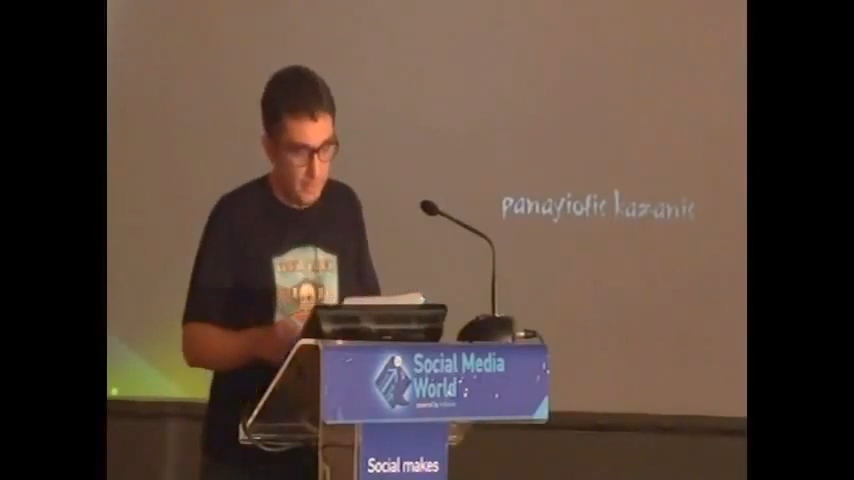 panayiotis kazanis
Social Media
World
Social makes